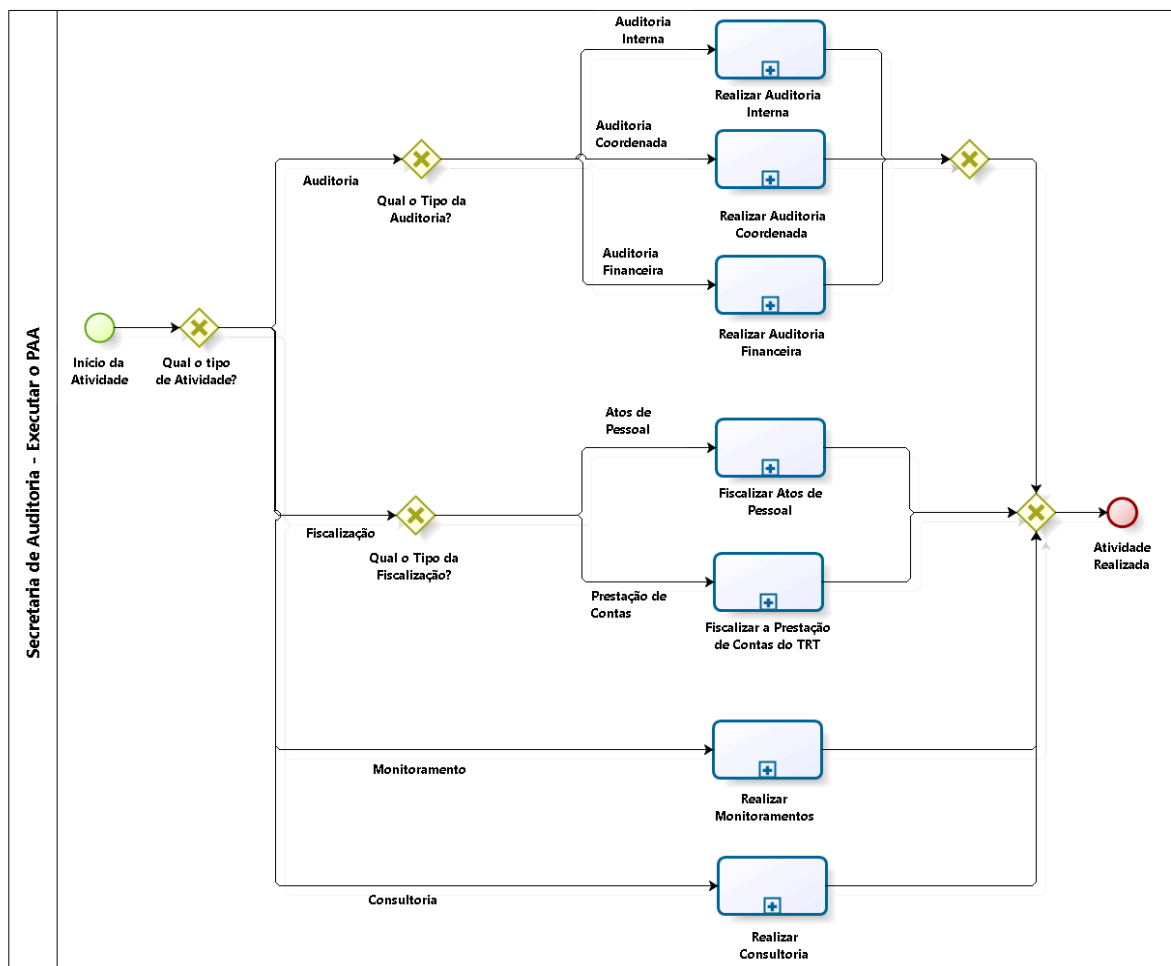 Secretaria de Auditoria - Executar o PAA
Início da
Atividade
Qual o tipo
de Atividade?
Auditoria
Qual o Tipo da
Auditoria?
Auditoria
Interna
Realizar Auditoria
Interna
Auditoria
Coordenada
Realizar Auditoria
Coordenada
Auditoria
Financeira
Realizar Auditoria
Financeira
Fiscalização
Qual o Tipo da
Fiscalização?
Atos de
Pessoal
Fiscalizar Atos de
Pessoal
Prestação de
Contas
Fiscalizar a Prestação
de Contas do TRT
Monitoramento
Realizar
Monitoramentos
Consultoria
Realizar
Consultoria
Atividade
Realizada